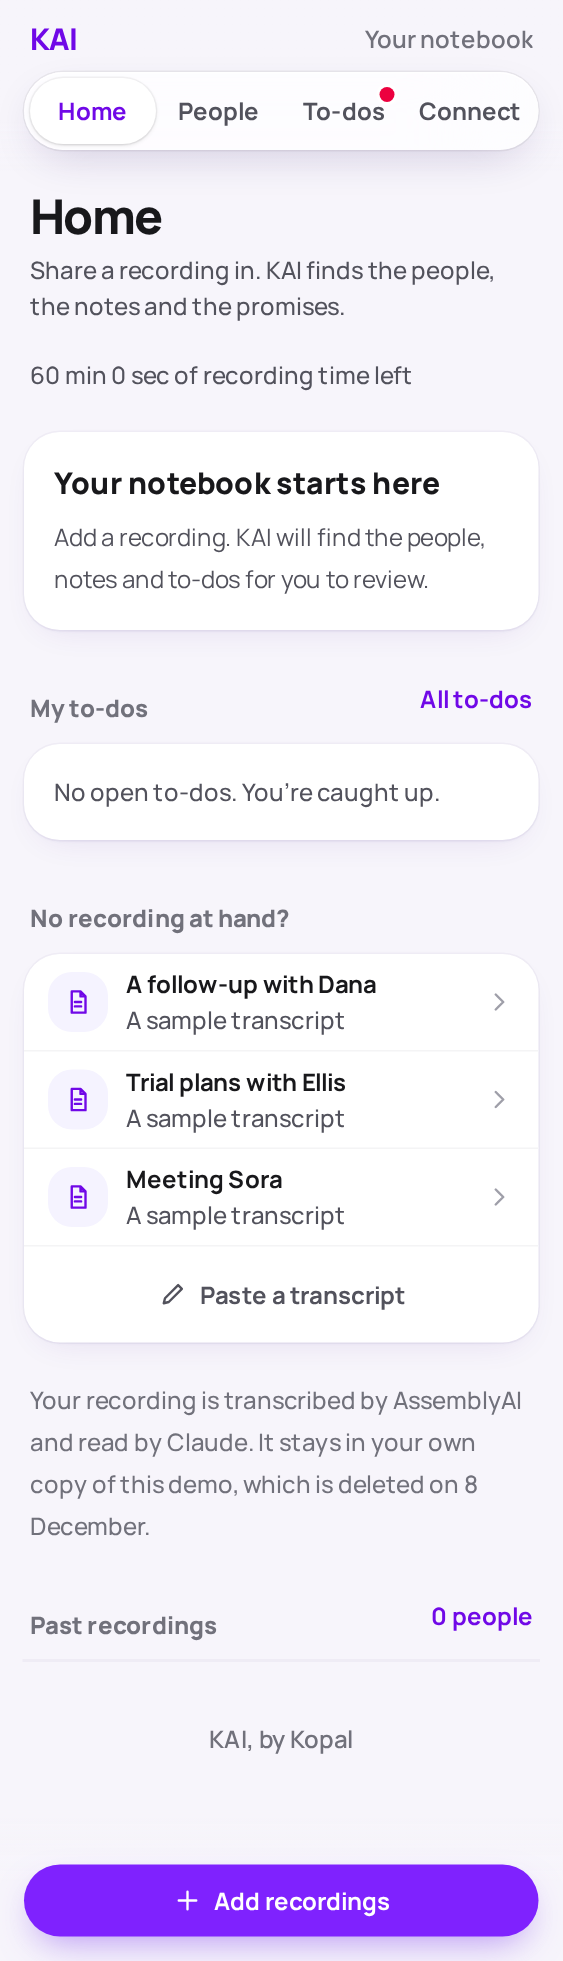 KAI
Your notebook
Home
People
To-dos
Connect
Home
Share a recording in. KAI finds the people,
the notes and the promises.
60 min 0 sec of recording time left
Your notebook starts here
Add a recording. KAI will find the people,
notes and to-dos for you to review.
My to-dos
All to-dos
No open to-dos. You’re caught up.
No recording at hand?
A follow-up with Dana
A sample transcript
Trial plans with Ellis
A sample transcript
Meeting Sora
A sample transcript
Paste a transcript
Your recording is transcribed by AssemblyAI
and read by Claude. It stays in your own
copy of this demo, which is deleted on 8
December.
Past recordings
0 people
KAI, by Kopal
Add recordings